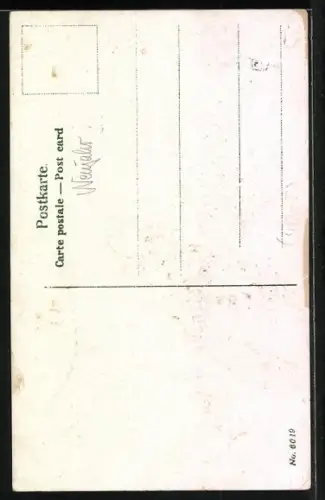 Postkarte.
Carte postale — Post card
Neujahr
No. 6019